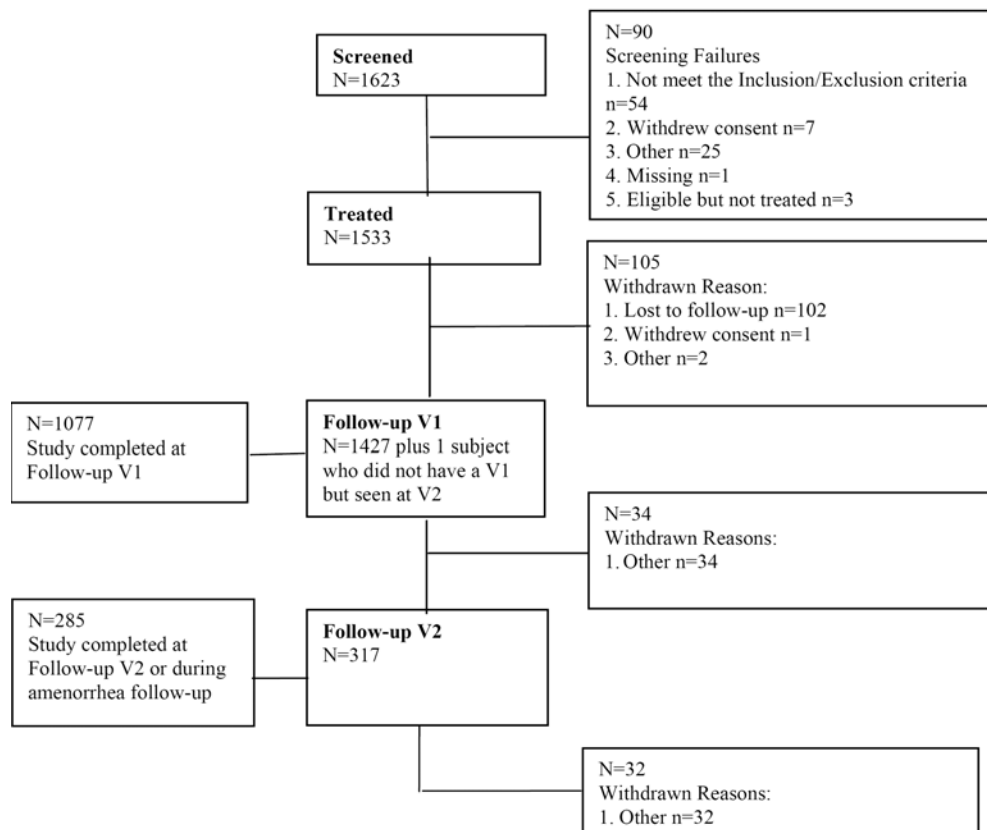 Screened
N=1623
N=90
Screening Failures
1. Not meet the Inclusion/Exclusion criteria
n=54
2. Withdrew consent n=7
3. Other n=25
4. Missing n=1
5. Eligible but not treated n=3
Treated
N=1533
N=105
Withdrawn Reason:
1. Lost to follow-up n=102
2. Withdrew consent n=1
3. Other n=2
N=1077
Study completed at
Follow-up V1
Follow-up V1
N=1427 plus 1 subject
who did not have a V1
but seen at V2
N=34
Withdrawn Reasons:
1. Other n=34
N=285
Study completed at
Follow-up V2 or during
amenorrhea follow-up
Follow-up V2
N=317
N=32
Withdrawn Reasons:
1. Other n=32